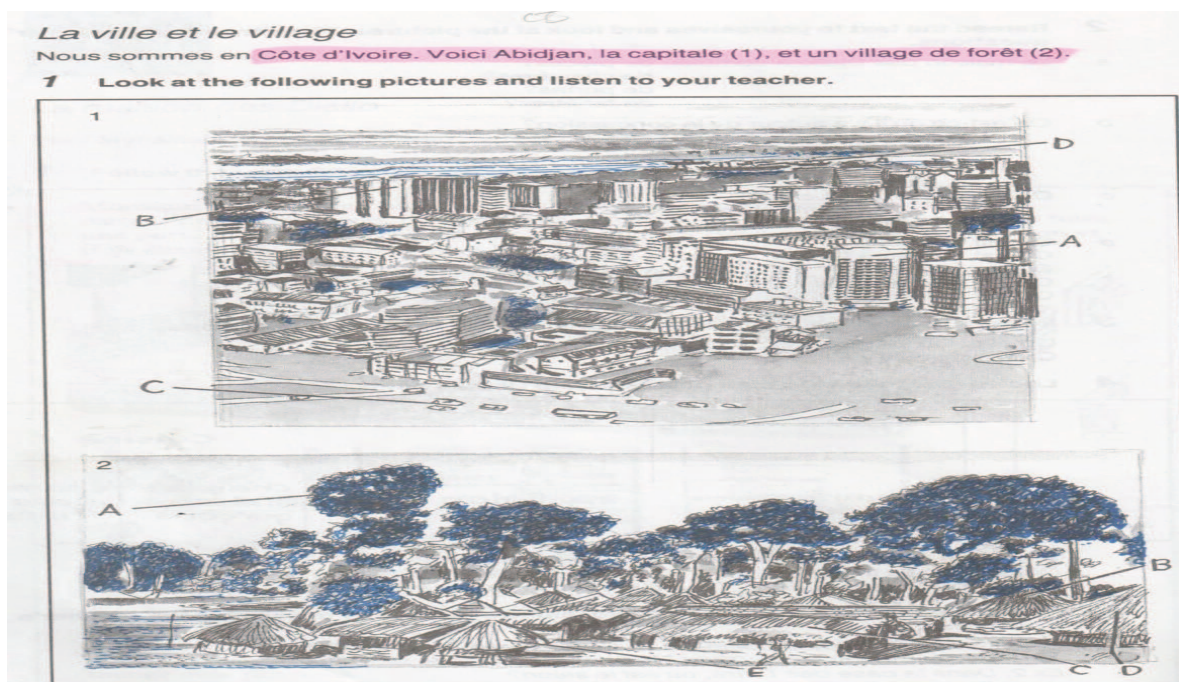 La ville et le village
Nous sommes en Côte d'Ivoire. Voici Abidjan, la capitale (1), et un village de forêt (2).
1 Look at the following pictures and listen to your teacher.
1
D
B
A
C
2
A
B
E C D